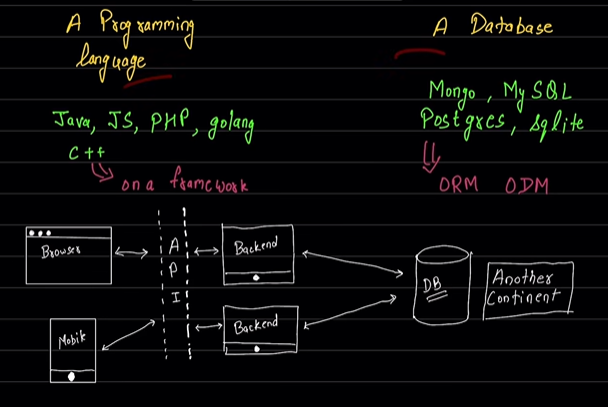 A Programming
language
A Database
Java, JS, PHP, golang
C++
on a framework
Mongo, MySQL
Postgres, sqlite
ORM ODM
Browser
API
Backend
Mobile
Backend
DB
Another
Continent